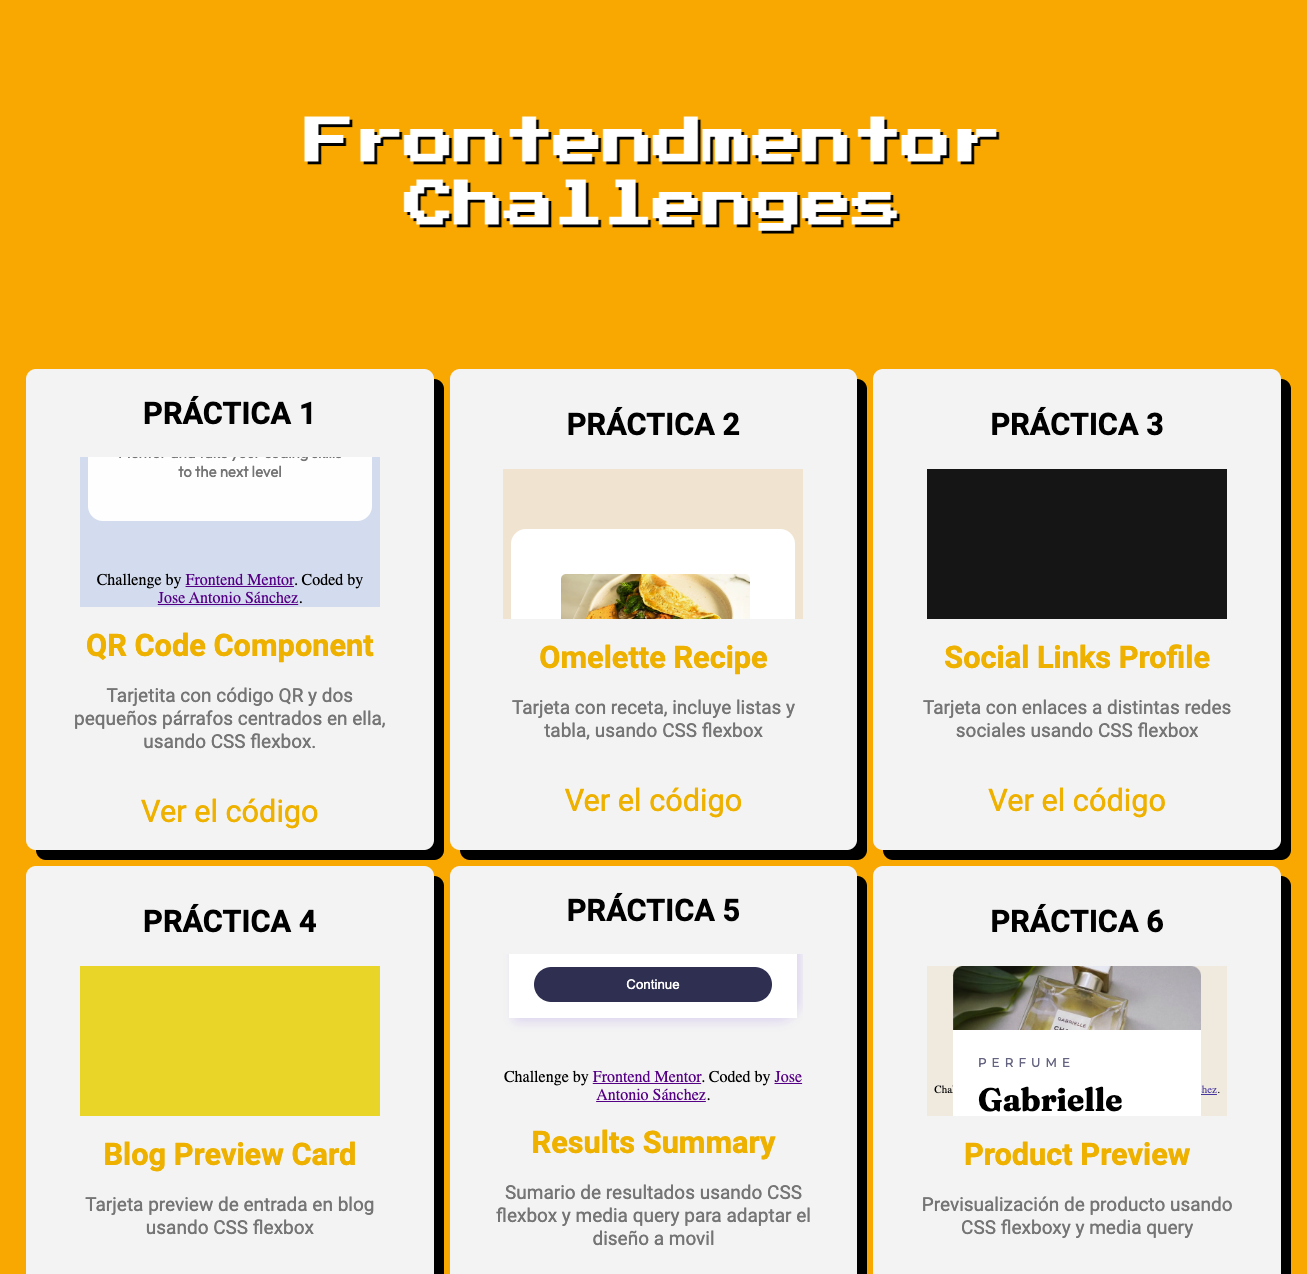 Frontendmentor
Challenges
PRÁCTICA 1
to the next level
Challenge by Frontend Mentor. Coded by
Jose Antonio Sánchez.
QR Code Component
Tarjetita con código QR y dos
pequeños párrafos centrados en ella,
usando CSS flexbox.
Ver el código
PRÁCTICA 2
Omelette Recipe
Tarjeta con receta, incluye listas y
tabla, usando CSS flexbox
Ver el código
PRÁCTICA 3
Social Links Profile
Tarjeta con enlaces a distintas redes
sociales usando CSS flexbox
Ver el código
PRÁCTICA 4
Blog Preview Card
Tarjeta preview de entrada en blog
usando CSS flexbox
PRÁCTICA 5
Continue
Challenge by Frontend Mentor. Coded by Jose
Antonio Sánchez.
Results Summary
Sumario de resultados usando CSS
flexbox y media query para adaptar el
diseño a movil
PRÁCTICA 6
GABRIELLE
PERFUME
Gabrielle
Product Preview
Previsualización de producto usando
CSS flexboxy y media query